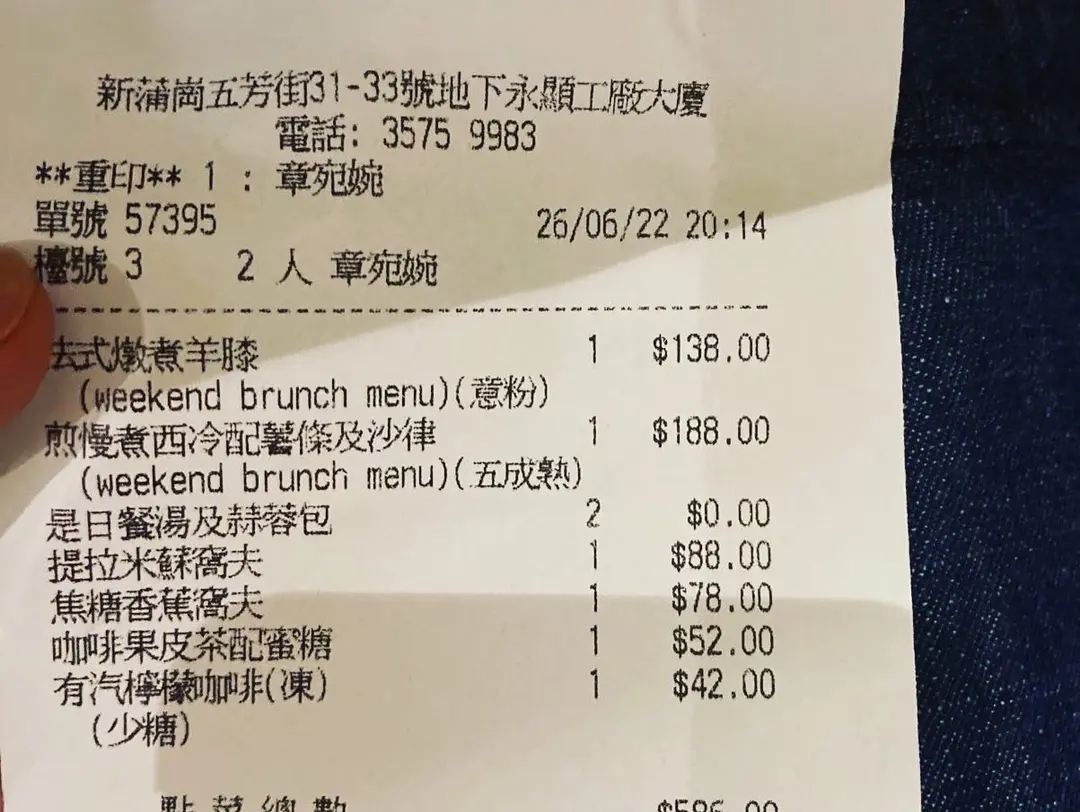 新蒲崗五芳街31-33號地下永顯工廠大廈
電話: 3575 9983
**重印** 1 : 章宛婉
單號 57395 26/06/22 20:14
檯號 3 2 人 章宛婉
法式燉煮羊膝 1 $138.00
(weekend brunch menu)(意粉)
煎慢煮西冷配薯條及沙律 1 $188.00
(weekend brunch menu)(五成熟)
是日餐湯及蒜蓉包 2 $0.00
提拉米蘇窩夫 1 $88.00
焦糖香蕉窩夫 1 $78.00
咖啡果皮茶配蜜糖 1 $52.00
有汽檸檬咖啡(凍) 1 $42.00
(少糖)
點菜總數 $586.00